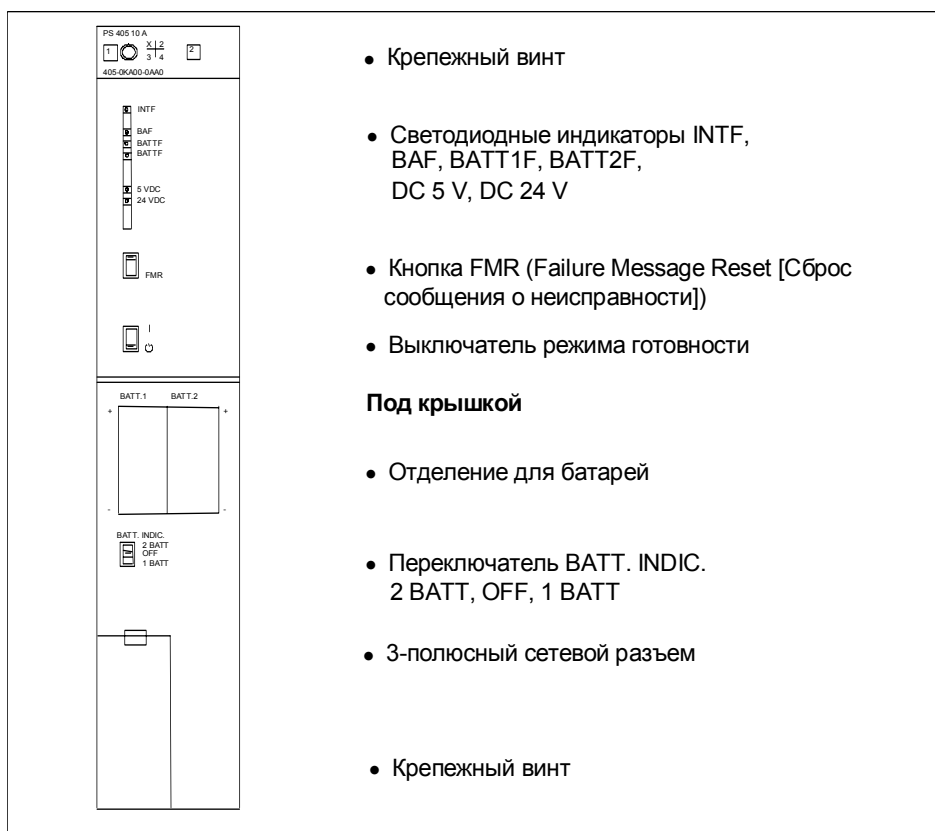 PS 405 10 A
1 X 2 3 4 2
405-0KA00-0AA0
INTF
BAF
BATTF
BATTF
5 VDC
24 VDC
FMR
I
BATT.1 BATT.2
+ +
- -
BATT. INDIC.
2 BATT
OFF
1 BATT
• Крепежный винт
• Светодиодные индикаторы INTF,
BAF, BATT1F, BATT2F,
DC 5 V, DC 24 V
• Кнопка FMR (Failure Message Reset [Сброс
сообщения о неисправности])
• Выключатель режима готовности
Под крышкой
• Отделение для батарей
• Переключатель BATT. INDIC.
2 BATT, OFF, 1 BATT
• 3-полюсный сетевой разъем
• Крепежный винт